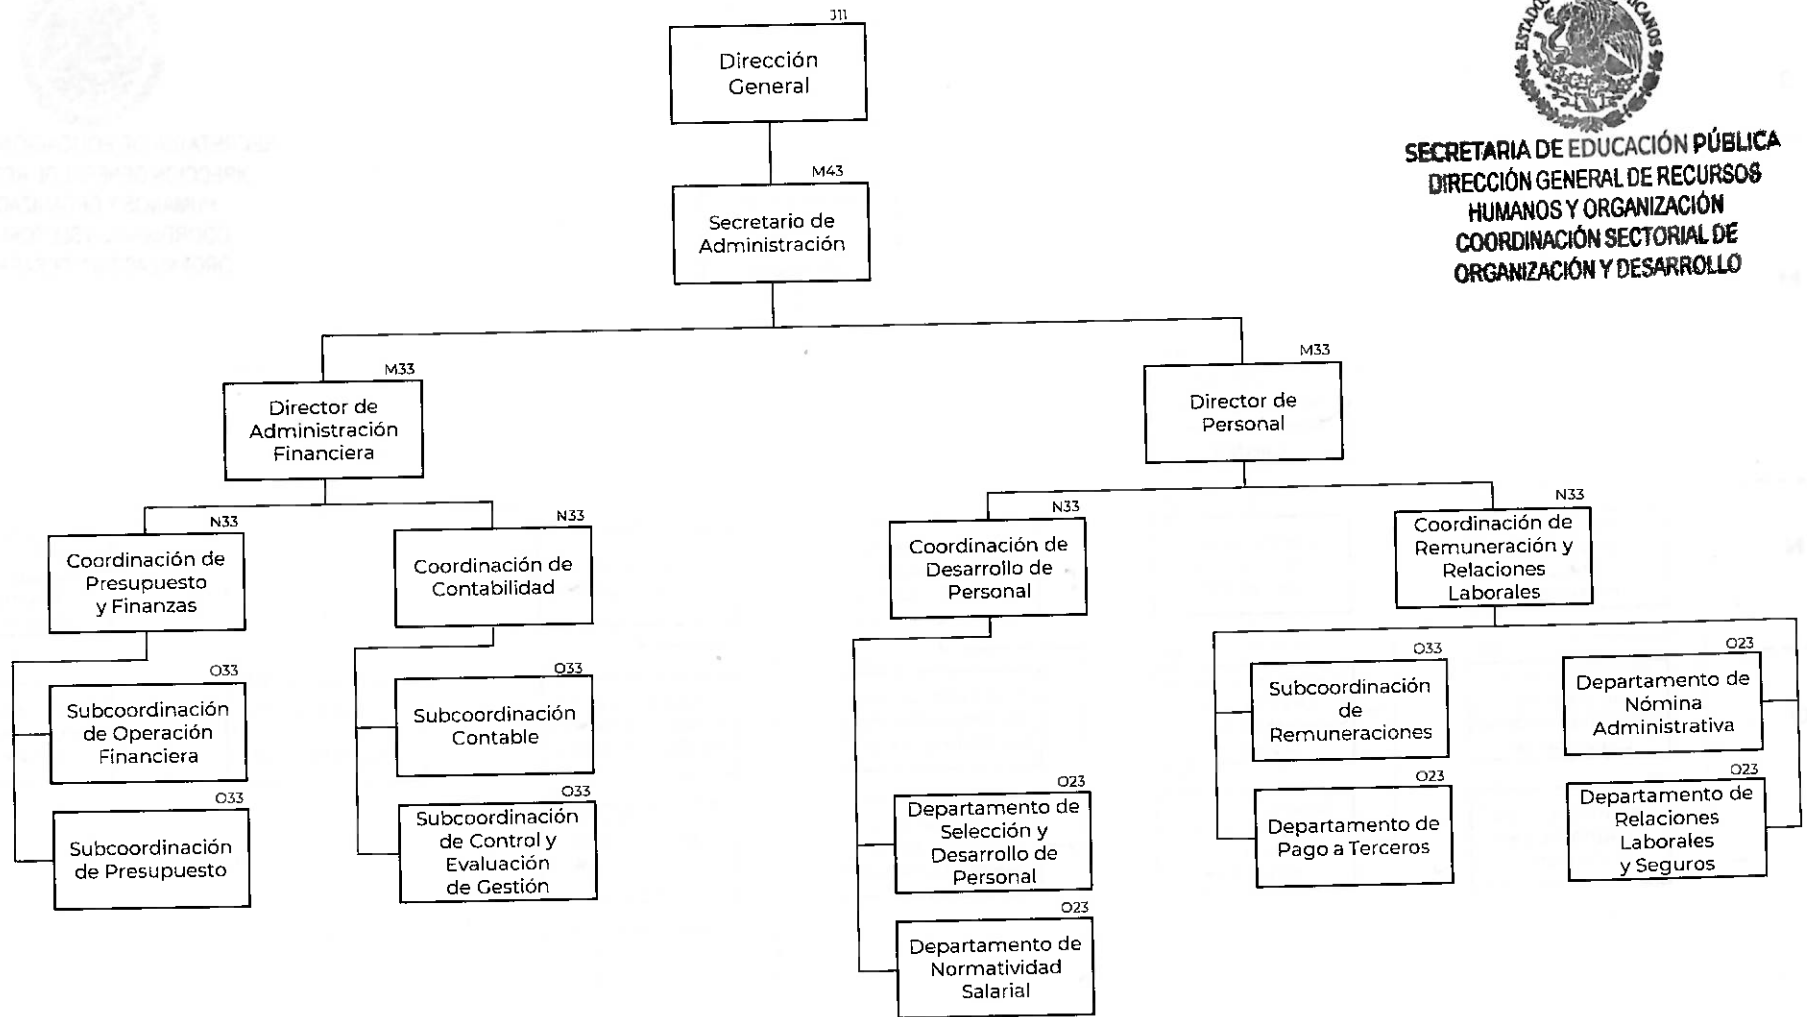 J11
Dirección
General
ESTADOS
ICANOS
SECRETARIA DE EDUCACIÓN PÚBLICA
DIRECCIÓN GENERAL DE RECURSOS
HUMANOS Y ORGANIZACIÓN
COORDINACIÓN SECTORIAL DE
ORGANIZACIÓN Y DESARROLLO
M43
Secretario de
Administración
M33
Director de
Administración
Financiera
M33
Director de
Personal
N33
Coordinación de
Presupuesto
y Finanzas
N33
Coordinación de
Contabilidad
N33
Coordinación de
Desarrollo de
Personal
N33
Coordinación de
Remuneración y
Relaciones
Laborales
O33
Subcoordinación
de Operación
Financiera
O33
Subcoordinación
de Presupuesto
O33
Subcoordinación
Contable
O33
Subcoordinación
de Control y
Evaluación
de Gestión
O23
Departamento de
Selección y
Desarrollo de
Personal
O23
Departamento de
Normatividad
Salarial
O33
Subcoordinación
de
Remuneraciones
O23
Departamento de
Pago a Terceros
O23
Departamento de
Nómina
Administrativa
O23
Departamento de
Relaciones
Laborales
y Seguros